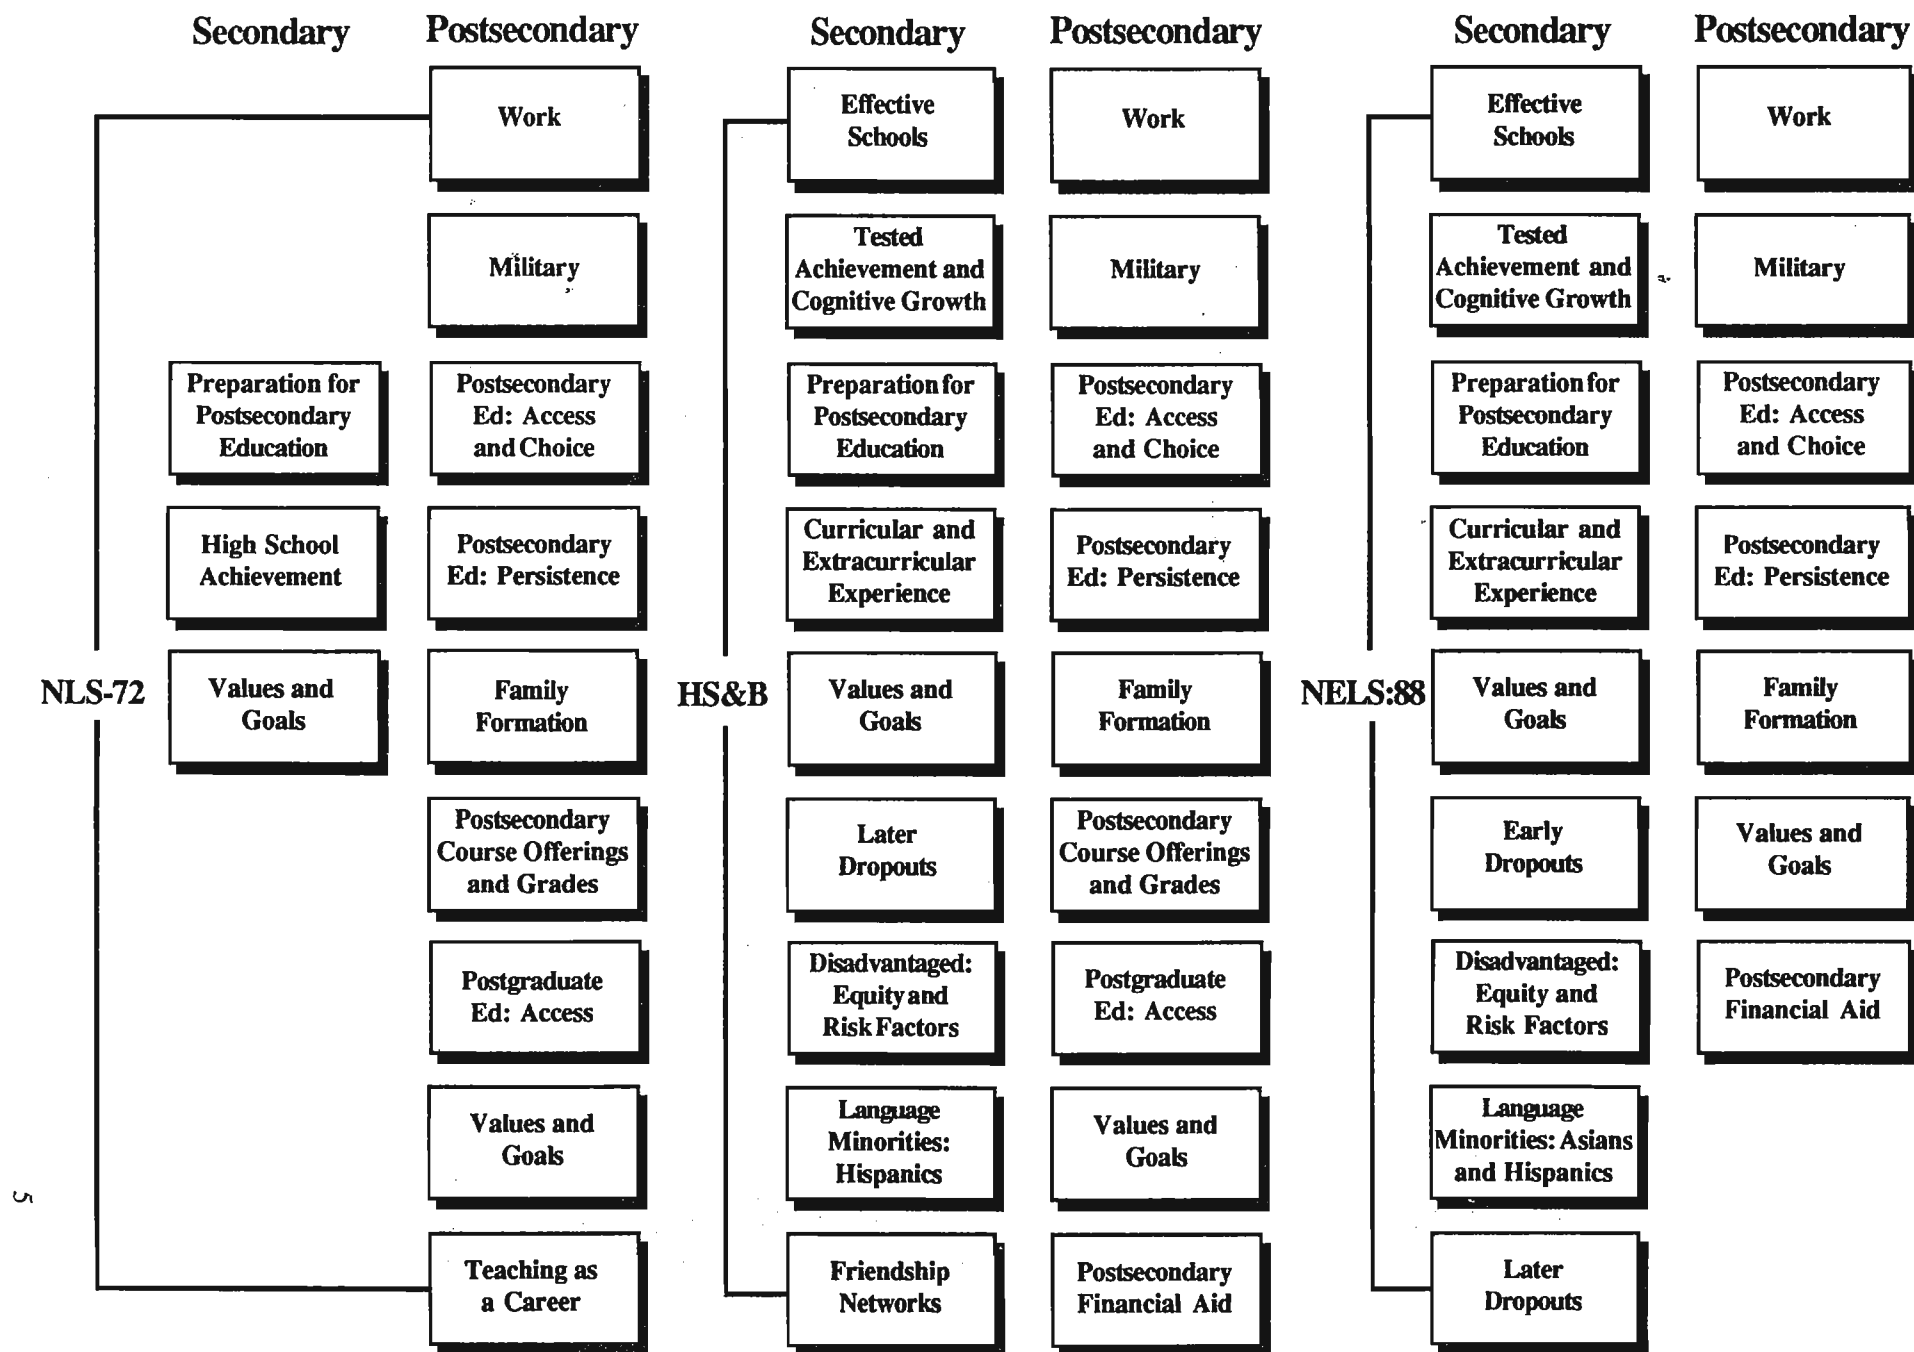 Secondary
Postsecondary
Work
Military
Preparation for
Postsecondary
Education
Postsecondary
Ed: Access
and Choice
High School
Achievement
Postsecondary
Ed: Persistence
NLS-72
Values and
Goals
Family
Formation
Postsecondary
Course Offerings
and Grades
Postgraduate
Ed: Access
Values and
Goals
Teaching as
a Career
Secondary
Postsecondary
Effective
Schools
Work
Tested
Achievement and
Cognitive Growth
Military
Preparation for
Postsecondary
Education
Postsecondary
Ed: Access
and Choice
Curricular and
Extracurricular
Experience
Postsecondary
Ed: Persistence
HS&B
Values and
Goals
Family
Formation
Later
Dropouts
Postsecondary
Course Offerings
and Grades
Disadvantaged:
Equity and
Risk Factors
Postgraduate
Ed: Access
Language
Minorities:
Hispanics
Values and
Goals
Friendship
Networks
Postsecondary
Financial Aid
Secondary
Postsecondary
Effective
Schools
Work
Tested
Achievement and
Cognitive Growth
Military
Preparation for
Postsecondary
Education
Postsecondary
Ed: Access
and Choice
Curricular and
Extracurricular
Experience
Postsecondary
Ed: Persistence
NELS:88
Values and
Goals
Family
Formation
Early
Dropouts
Values and
Goals
Disadvantaged:
Equity and
Risk Factors
Postsecondary
Financial Aid
Language
Minorities: Asians
and Hispanics
Later
Dropouts
5